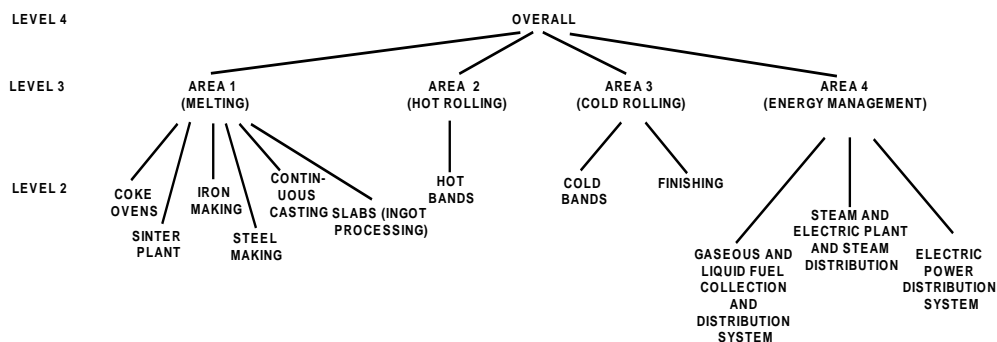 LEVEL 4
OVERALL
LEVEL 3
AREA 1
(MELTING)
AREA 2
(HOT ROLLING)
AREA 3
(COLD ROLLING)
AREA 4
(ENERGY MANAGEMENT)
LEVEL 2
COKE
OVENS
SINTER
PLANT
IRON
MAKING
STEEL
MAKING
CONTIN-
UOUS
CASTING
SLABS (INGOT
PROCESSING)
HOT
BANDS
COLD
BANDS
FINISHING
GASEOUS AND
LIQUID FUEL
COLLECTION
AND
DISTRIBUTION
SYSTEM
STEAM AND
ELECTRIC PLANT
AND STEAM
DISTRIBUTION
ELECTRIC
POWER
DISTRIBUTION
SYSTEM